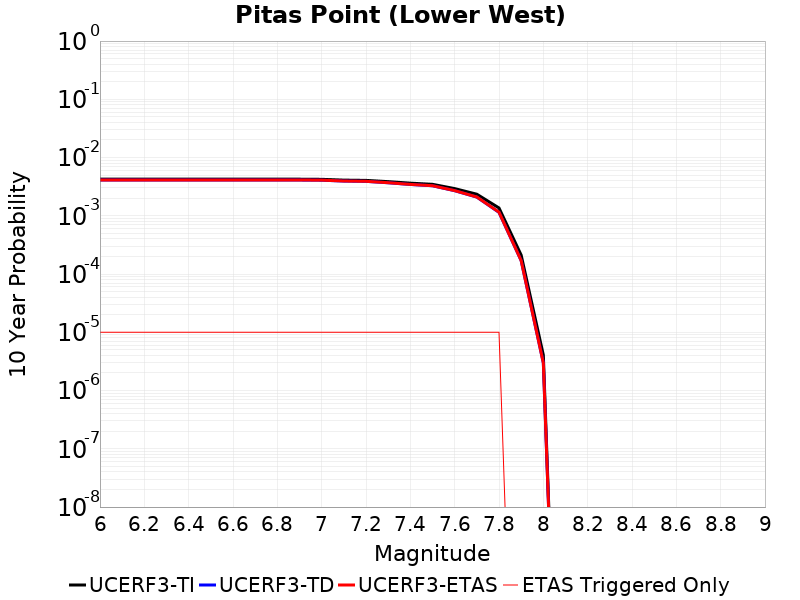 Pitas Point (Lower West)
10 Year Probability
10^0
10^-1
10^-2
10^-3
10^-4
10^-5
10^-6
10^-7
10^-8
6 6.2 6.4 6.6 6.8 7 7.2 7.4 7.6 7.8 8 8.2 8.4 8.6 8.8 9
Magnitude
UCERF3-TI UCERF3-TD UCERF3-ETAS ETAS Triggered Only